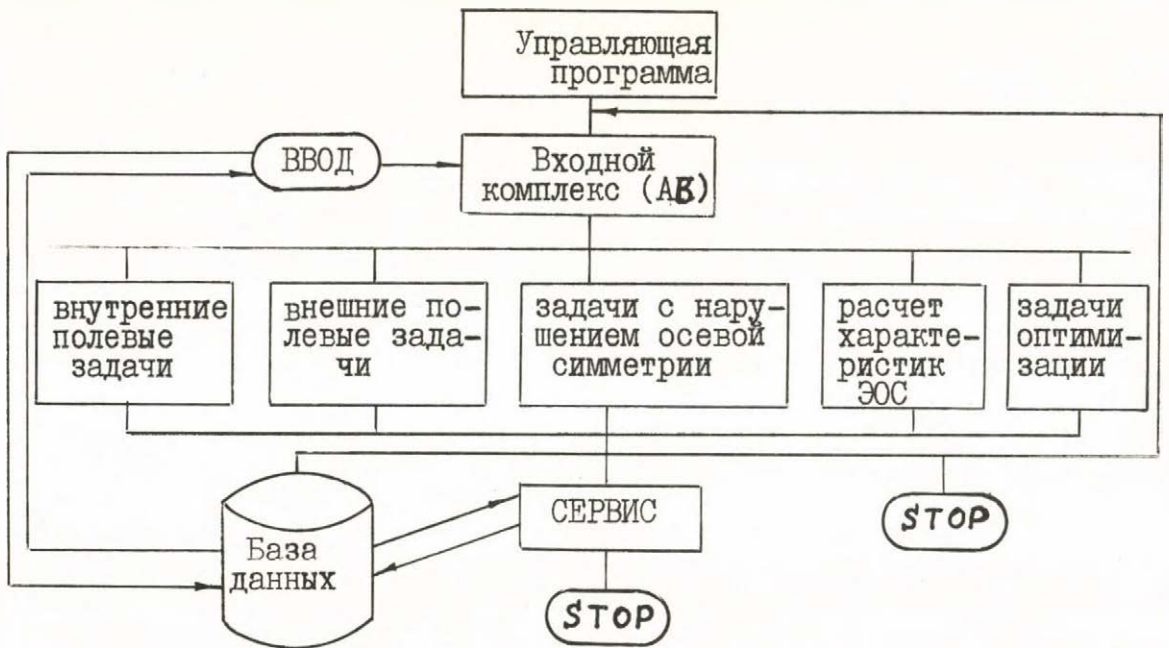 Управляющая
программа
ВВОД
Входной
комплекс (АВ)
внутренние
полевые
задачи
внешние по-
левые зада-
чи
задачи с нару-
шением осевой
симметрии
расчет
характе-
ристик
ЭОС
задачи
оптими-
зации
База
данных
СЕРВИС
STOP
STOP